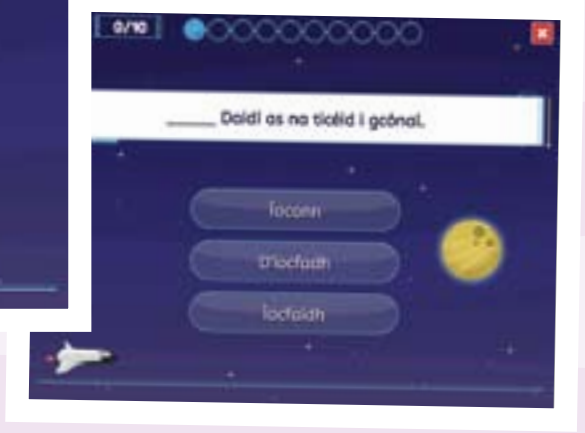 0/10
_____ Daidí as na ticéid i gcónaí.
Íocann
D'íocfadh
Íocfaidh